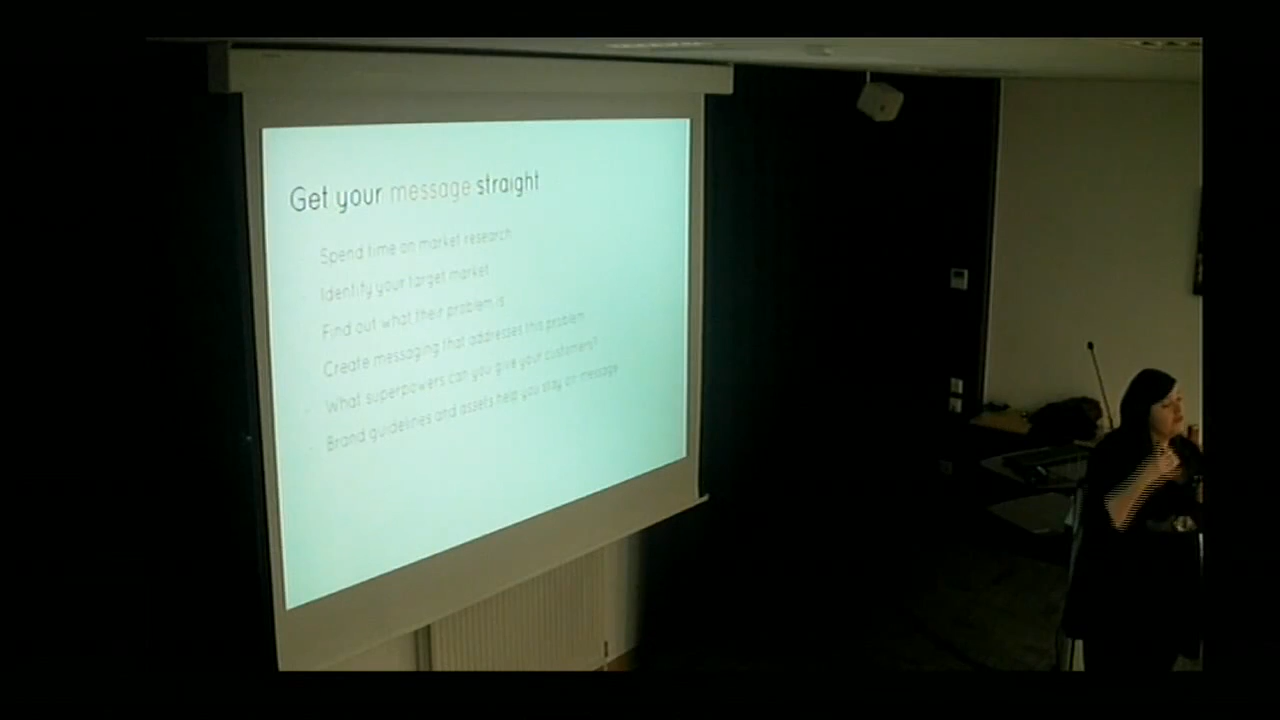 Get your message straight
Spend time on market research
Identify your target market
Find out what their problem is
Create messaging that addresses this problem
What superpowers can you give your customers?
Brand guidelines and assets help you stay on message